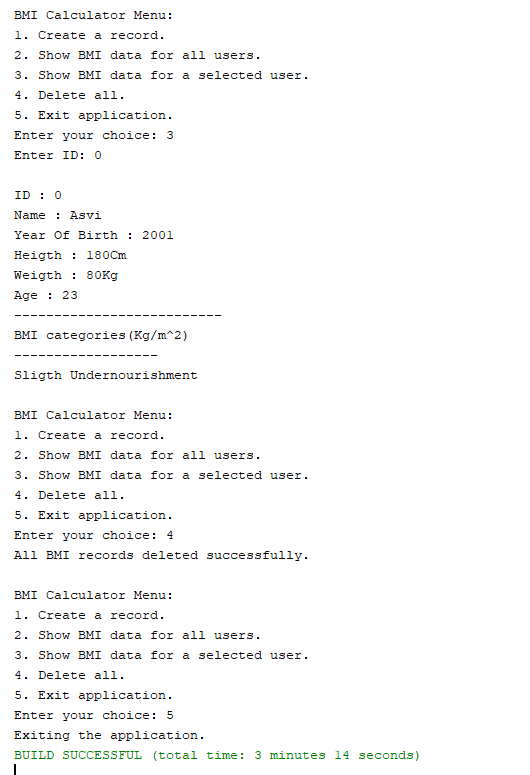 BMI Calculator Menu:
1. Create a record.
2. Show BMI data for all users.
3. Show BMI data for a selected user.
4. Delete all.
5. Exit application.
Enter your choice: 3
Enter ID: 0

ID : 0
Name : Asvi
Year Of Birth : 2001
Heigth : 180Cm
Weigth : 80Kg
Age : 23
--------------------------
BMI categories(Kg/m^2)
------------------
Sligth Undernourishment

BMI Calculator Menu:
1. Create a record.
2. Show BMI data for all users.
3. Show BMI data for a selected user.
4. Delete all.
5. Exit application.
Enter your choice: 4
All BMI records deleted successfully.

BMI Calculator Menu:
1. Create a record.
2. Show BMI data for all users.
3. Show BMI data for a selected user.
4. Delete all.
5. Exit application.
Enter your choice: 5
Exiting the application.
BUILD SUCCESSFUL (total time: 3 minutes 14 seconds)